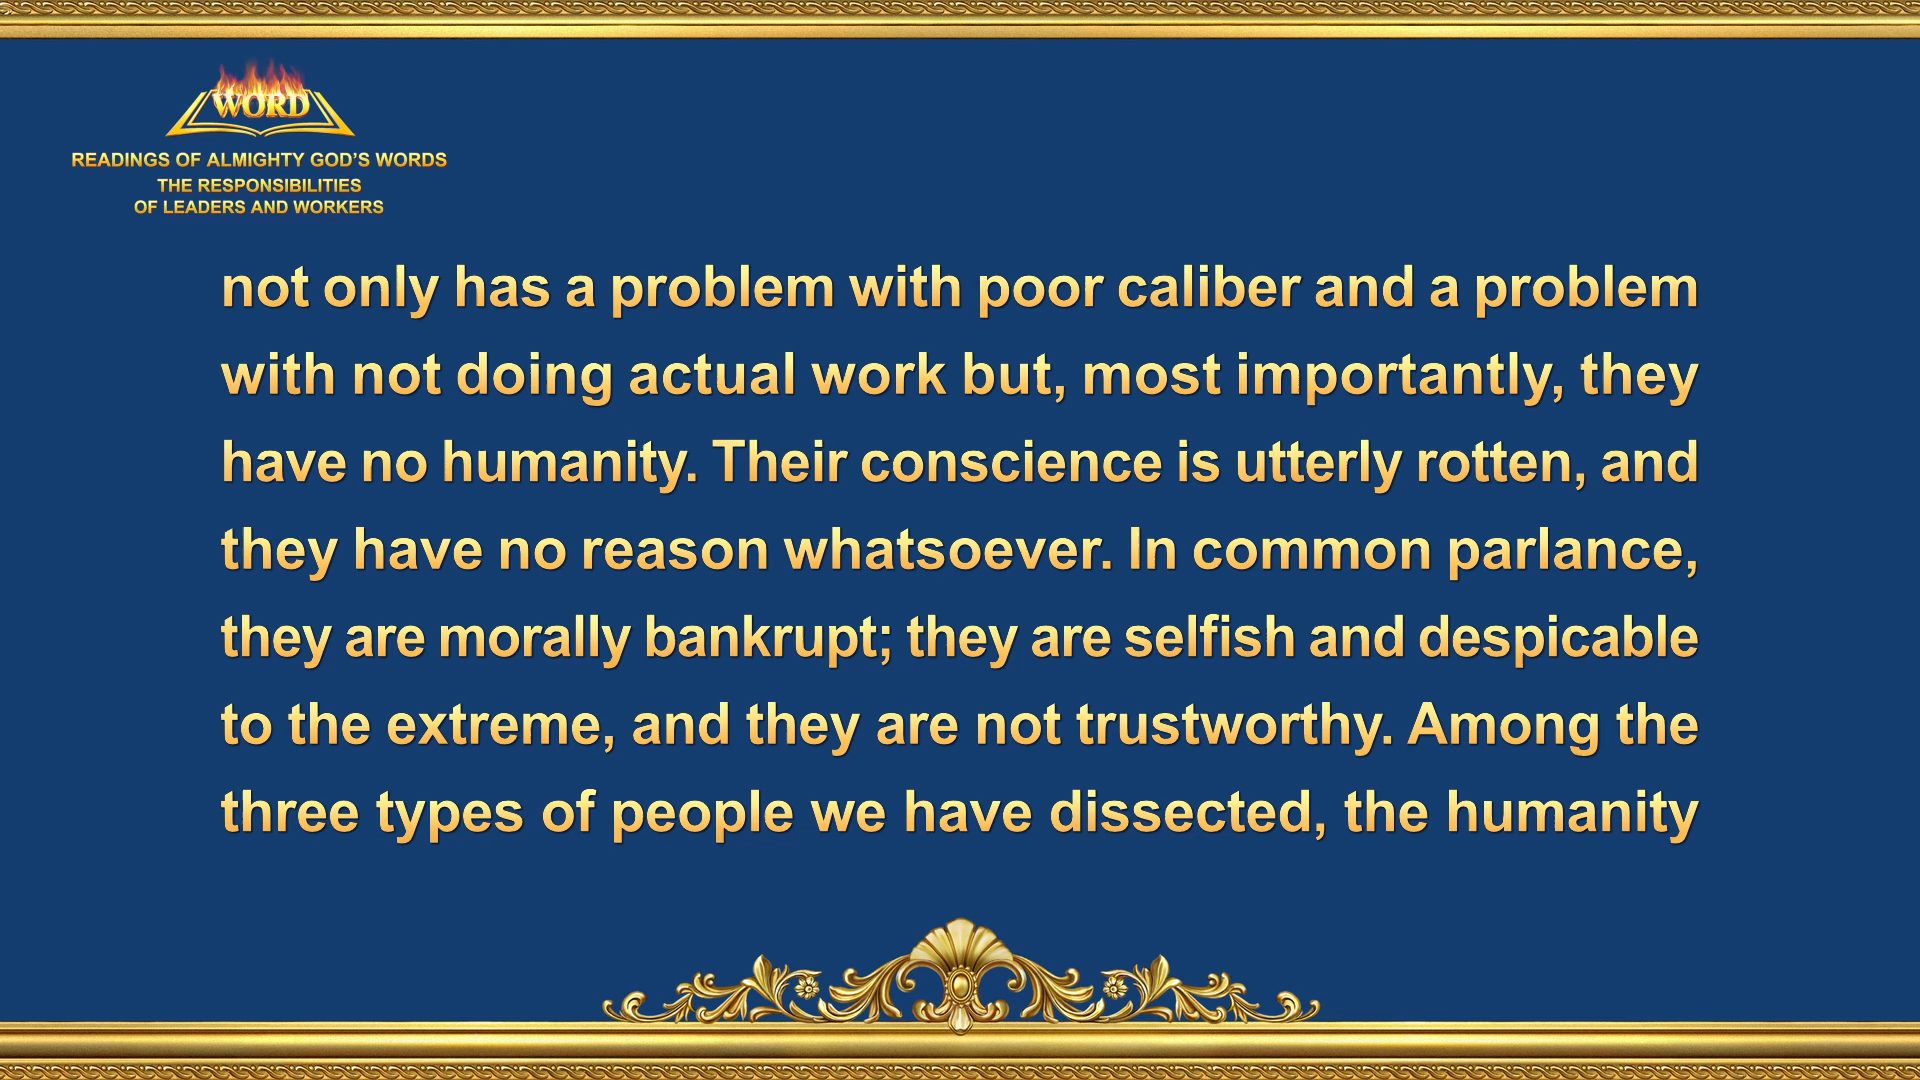 WORD
READINGS OF ALMIGHTY GOD'S WORDS
THE RESPONSIBILITIES
OF LEADERS AND WORKERS
not only has a problem with poor caliber and a problem
with not doing actual work but, most importantly, they
have no humanity. Their conscience is utterly rotten, and
they have no reason whatsoever. In common parlance,
they are morally bankrupt; they are selfish and despicable
to the extreme, and they are not trustworthy. Among the
three types of people we have dissected, the humanity